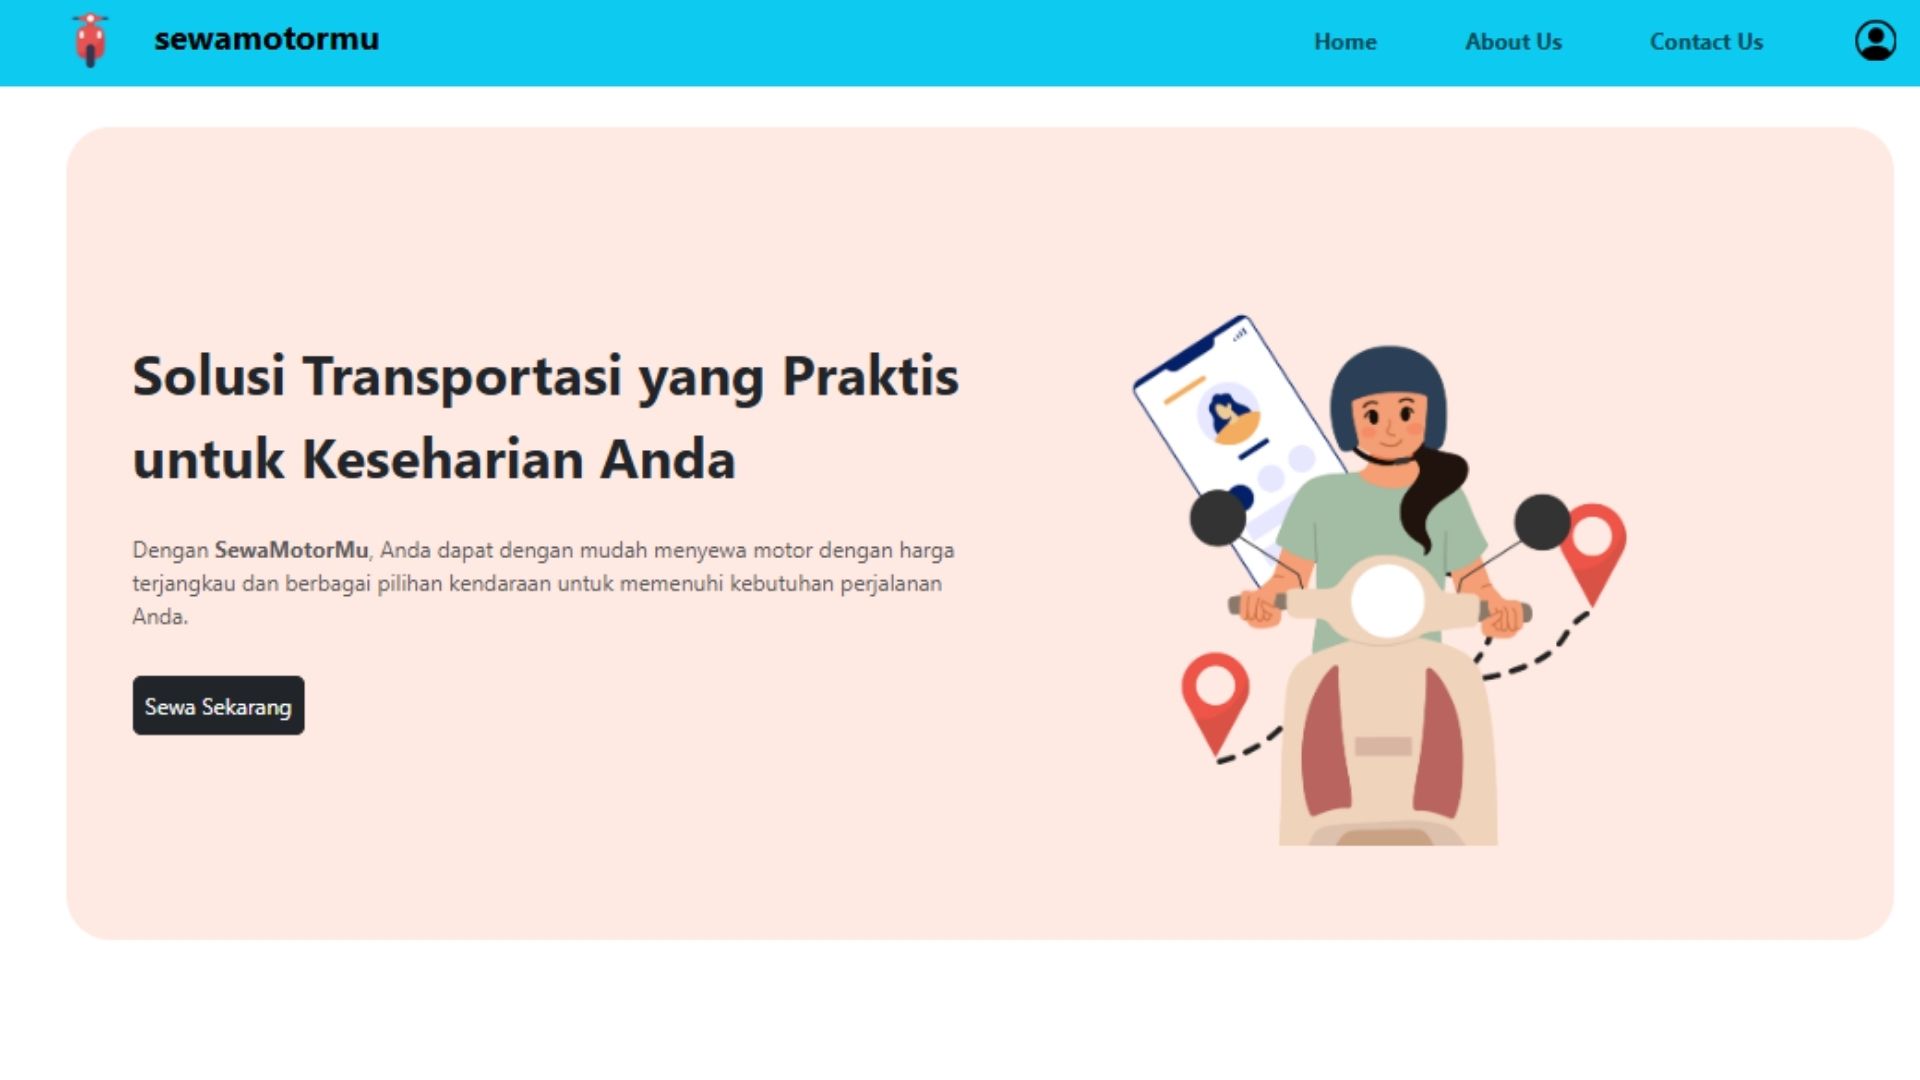 sewamotormu
Home
About Us
Contact Us
Solusi Transportasi yang Praktis
untuk Keseharian Anda
Dengan SewaMotorMu, Anda dapat dengan mudah menyewa motor dengan harga
terjangkau dan berbagai pilihan kendaraan untuk memenuhi kebutuhan perjalanan
Anda.
Sewa Sekarang